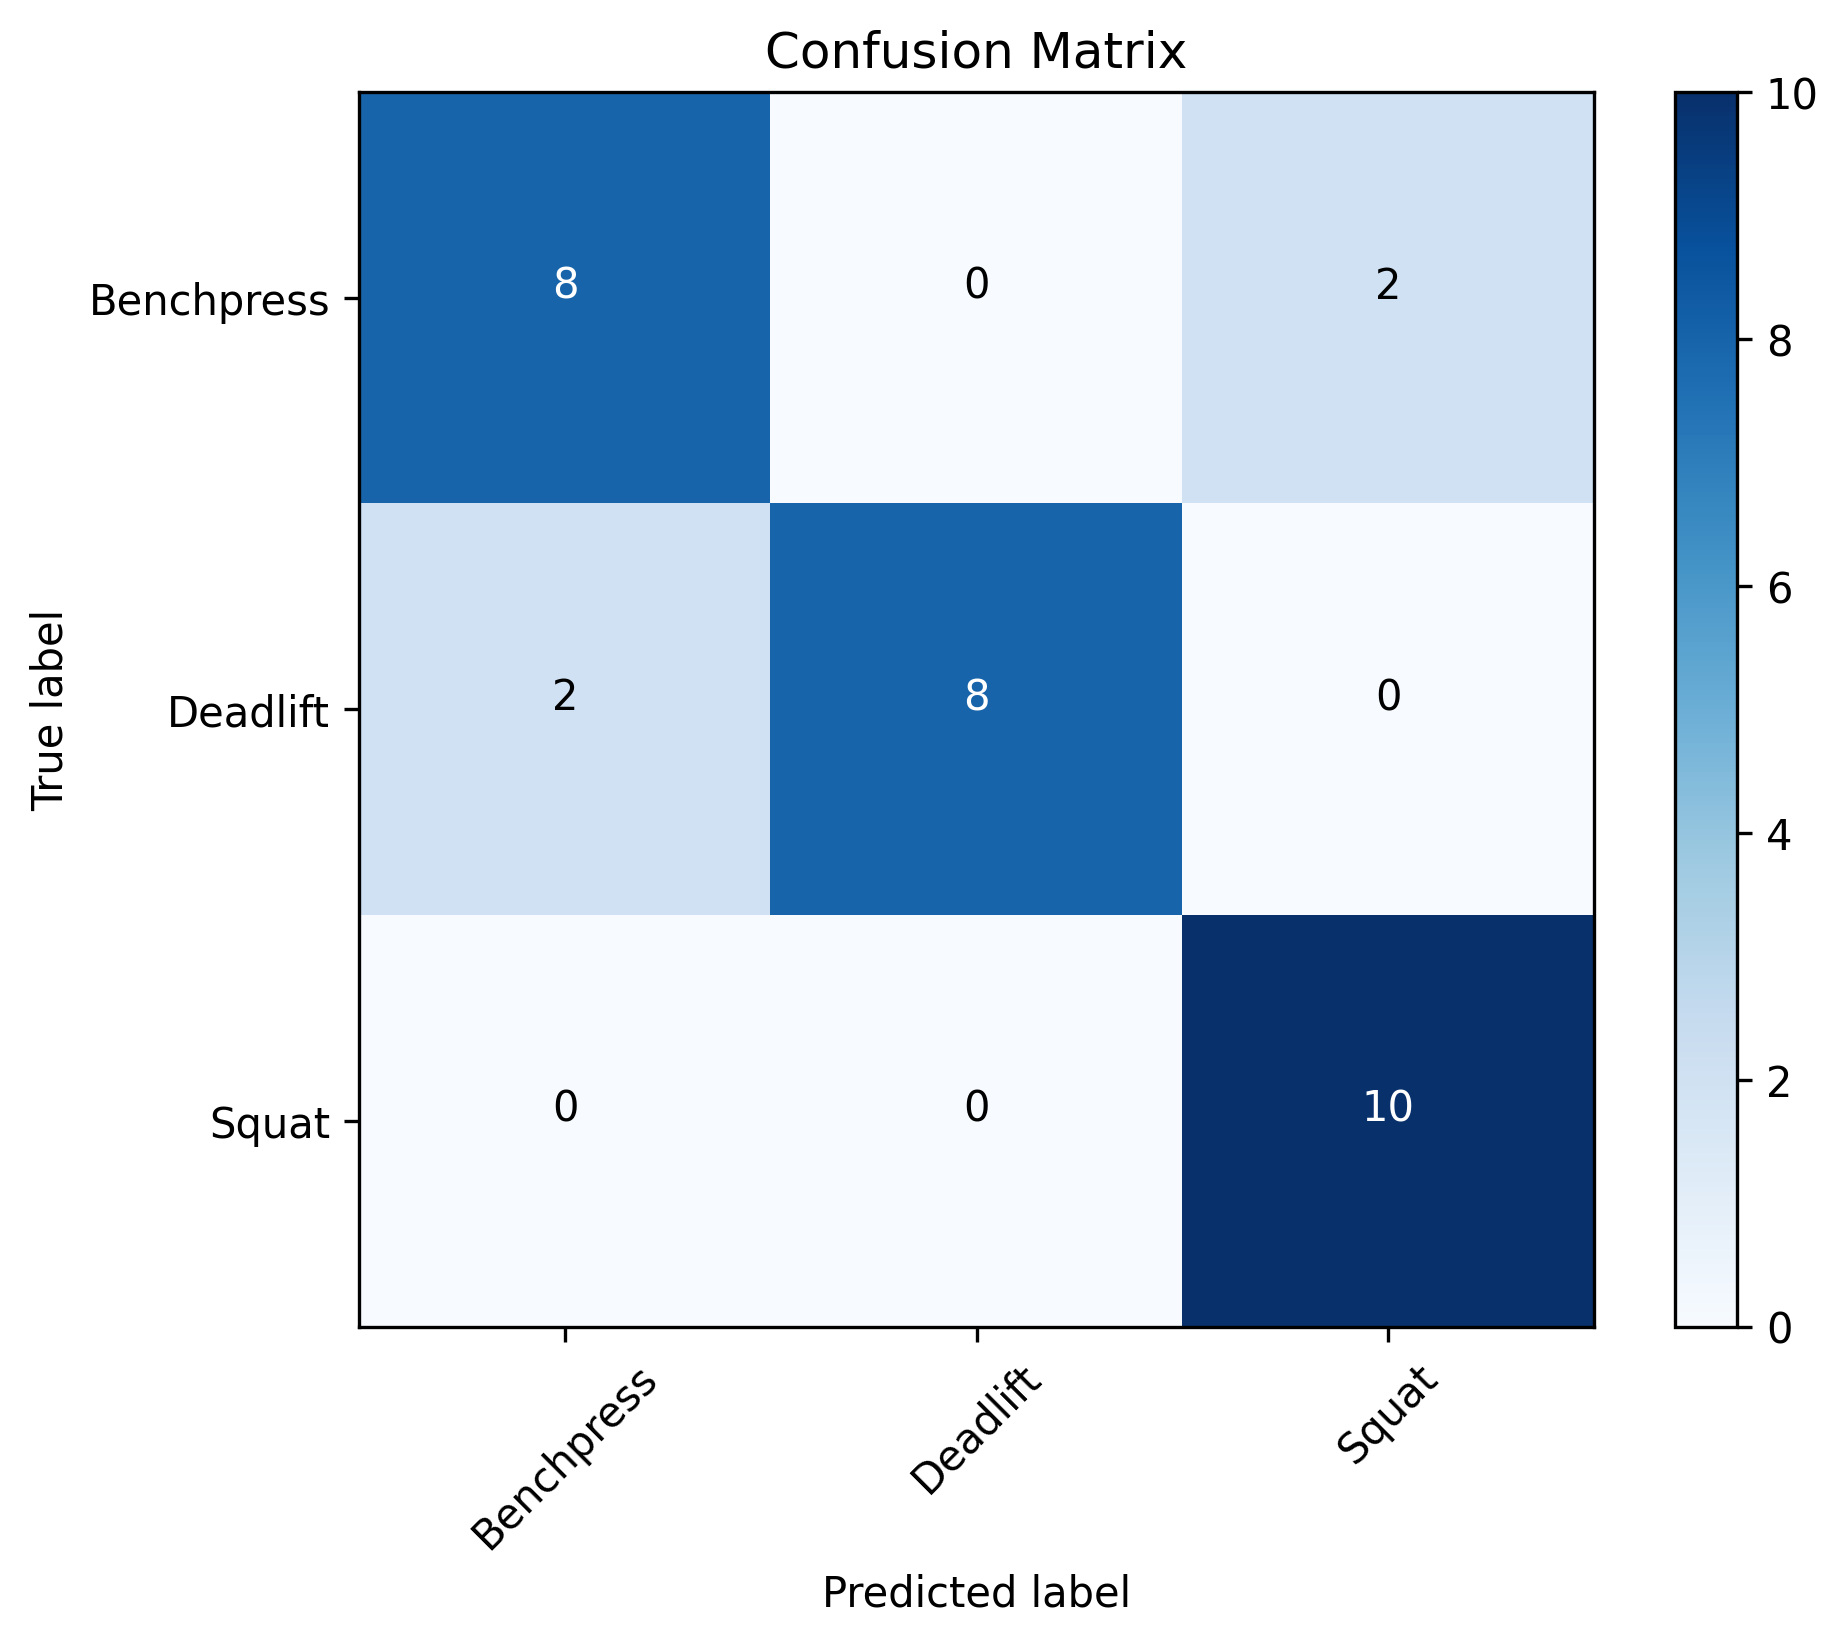 Confusion Matrix
True label
Benchpress
Deadlift
Squat
8 0 2
2 8 0
0 0 10
Benchpress Deadlift Squat
Predicted label
10
8
6
4
2
0